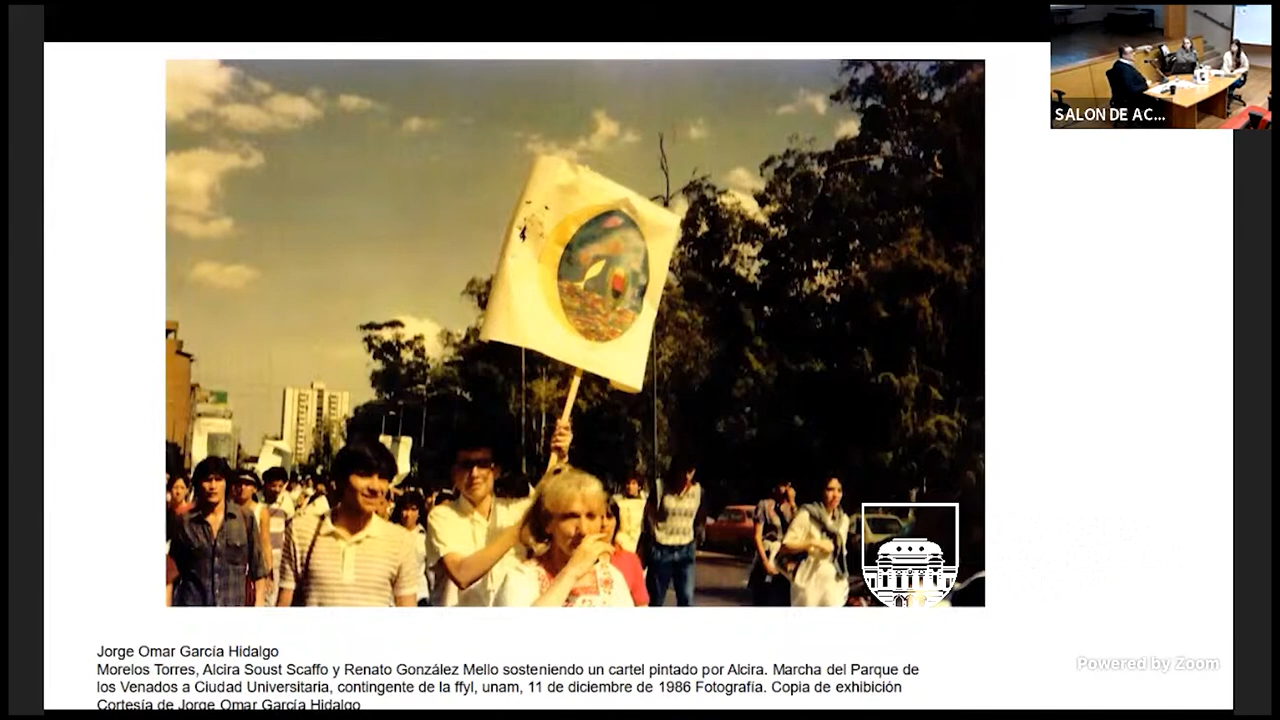 SALON DE AC...
Jorge Omar García Hidalgo
Morelos Torres, Alcira Soust Scaffo y Renato González Mello sosteniendo un cartel pintado por Alcira. Marcha del Parque de
los Venados a Ciudad Universitaria, contingente de la ffyl, unam, 11 de diciembre de 1986 Fotografía. Copia de exhibición
Cortesía de Jorge Omar García Hidalgo
Powered by Zoom